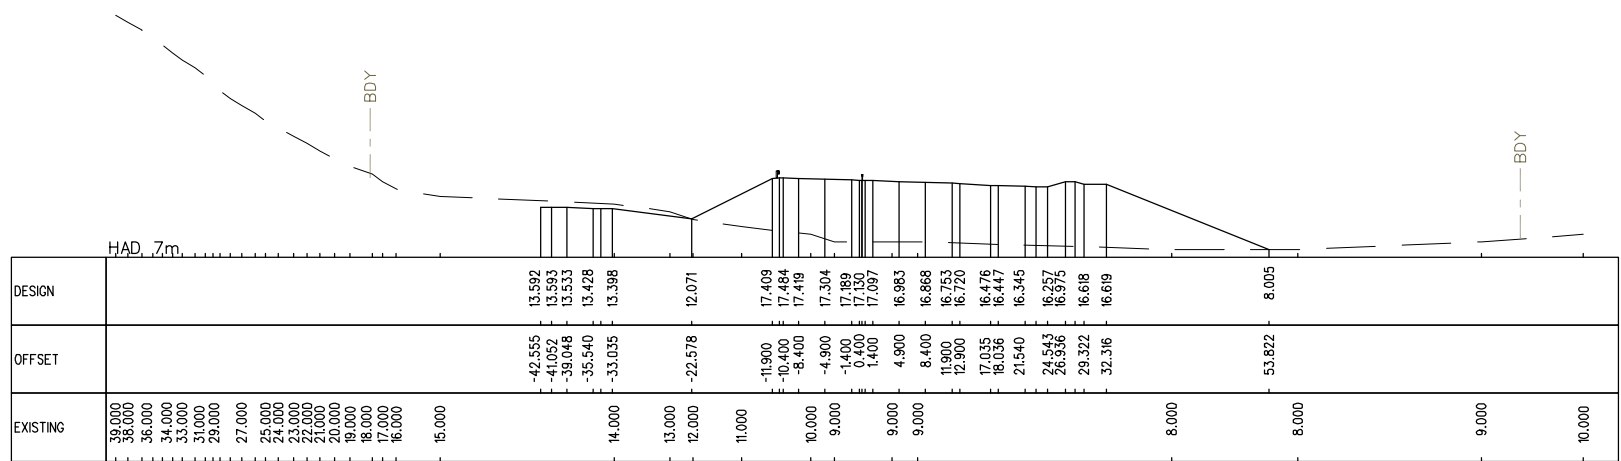 BDY
BDY
HAD 7m
DESIGN 13.592 13.593 13.533 13.428 13.398 12.071 17.409 17.484 17.419 17.304 17.189 17.130 17.097 16.983 16.868 16.753 16.720 16.476 16.447 16.345 16.257 16.975 16.618 16.619 8.005
OFFSET -42.555 -41.052 -39.048 -35.540 -33.035 -22.578 -11.900 -10.400 -8.400 -4.900 -1.400 0.400 1.400 4.900 8.400 11.900 12.900 17.035 18.036 21.540 24.543 26.936 29.322 32.316 53.822
EXISTING 39.000 38.000 36.000 34.000 33.000 31.000 29.000 27.000 25.000 24.000 23.000 22.000 21.000 20.000 19.000 18.000 17.000 16.000 15.000 14.000 13.000 12.000 11.000 10.000 9.000 9.000 9.000 8.000 8.000 9.000 10.000